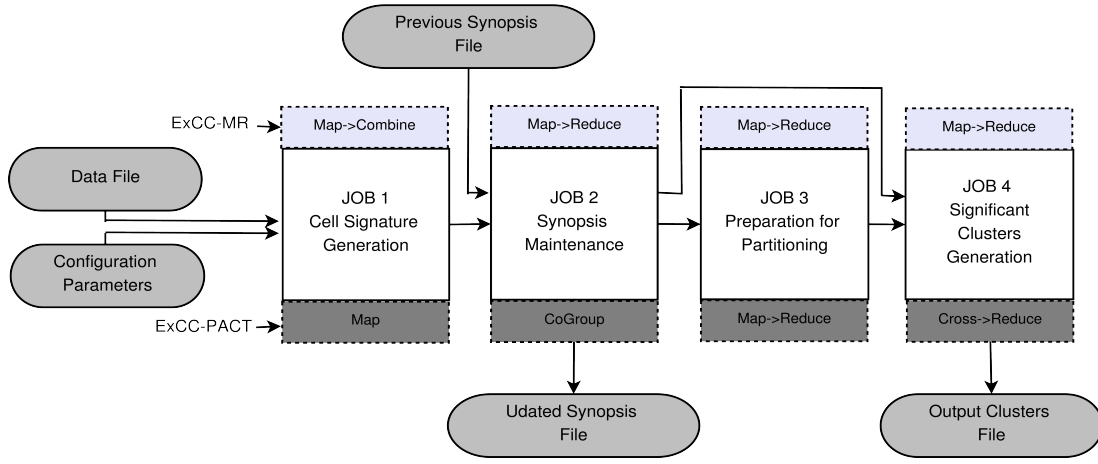 Previous Synopsis
File
ExCC-MR
Map->Combine
Map->Reduce
Map->Reduce
Map->Reduce
Data File
Configuration
Parameters
JOB 1
Cell Signature
Generation
JOB 2
Synopsis
Maintenance
JOB 3
Preparation for
Partitioning
JOB 4
Significant
Clusters
Generation
ExCC-PACT
Map
CoGroup
Map->Reduce
Cross->Reduce
Udated Synopsis
File
Output Clusters
File